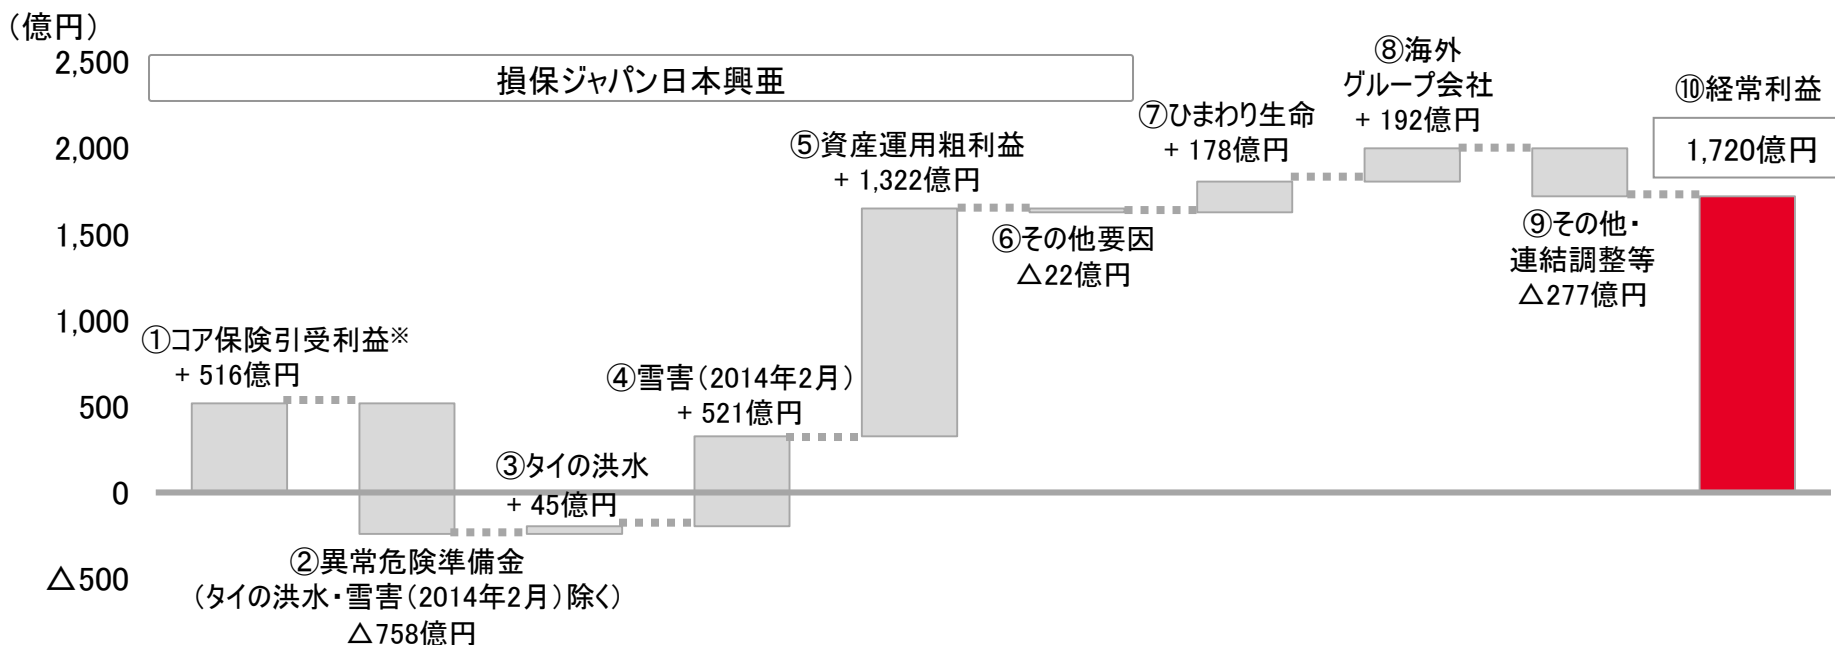 (億円)
2,500
2,000
1,500
1,000
500
0
△500
損保ジャパン日本興亜
①コア保険引受利益※
+ 516億円
②異常危険準備金
(タイの洪水・雪害(2014年2月)除く)
△758億円
③タイの洪水
+ 45億円
④雪害(2014年2月)
+ 521億円
⑤資産運用粗利益
+ 1,322億円
⑥その他要因
△22億円
⑦ひまわり生命
+ 178億円
⑧海外
グループ会社
+ 192億円
⑨その他・
連結調整等
△277億円
⑩経常利益
1,720億円